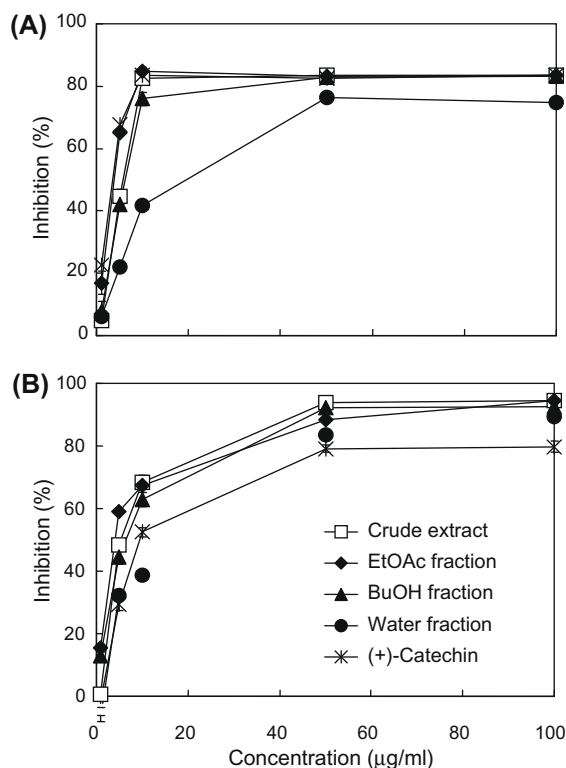 (A)
100
80
60
40
20
0
Inhibition (%)
(B)
100
80
60
40
20
0
Inhibition (%)
Crude extract
EtOAc fraction
BuOH fraction
Water fraction
(+)-Catechin
0 20 40 60 80 100
Concentration (μg/ml)